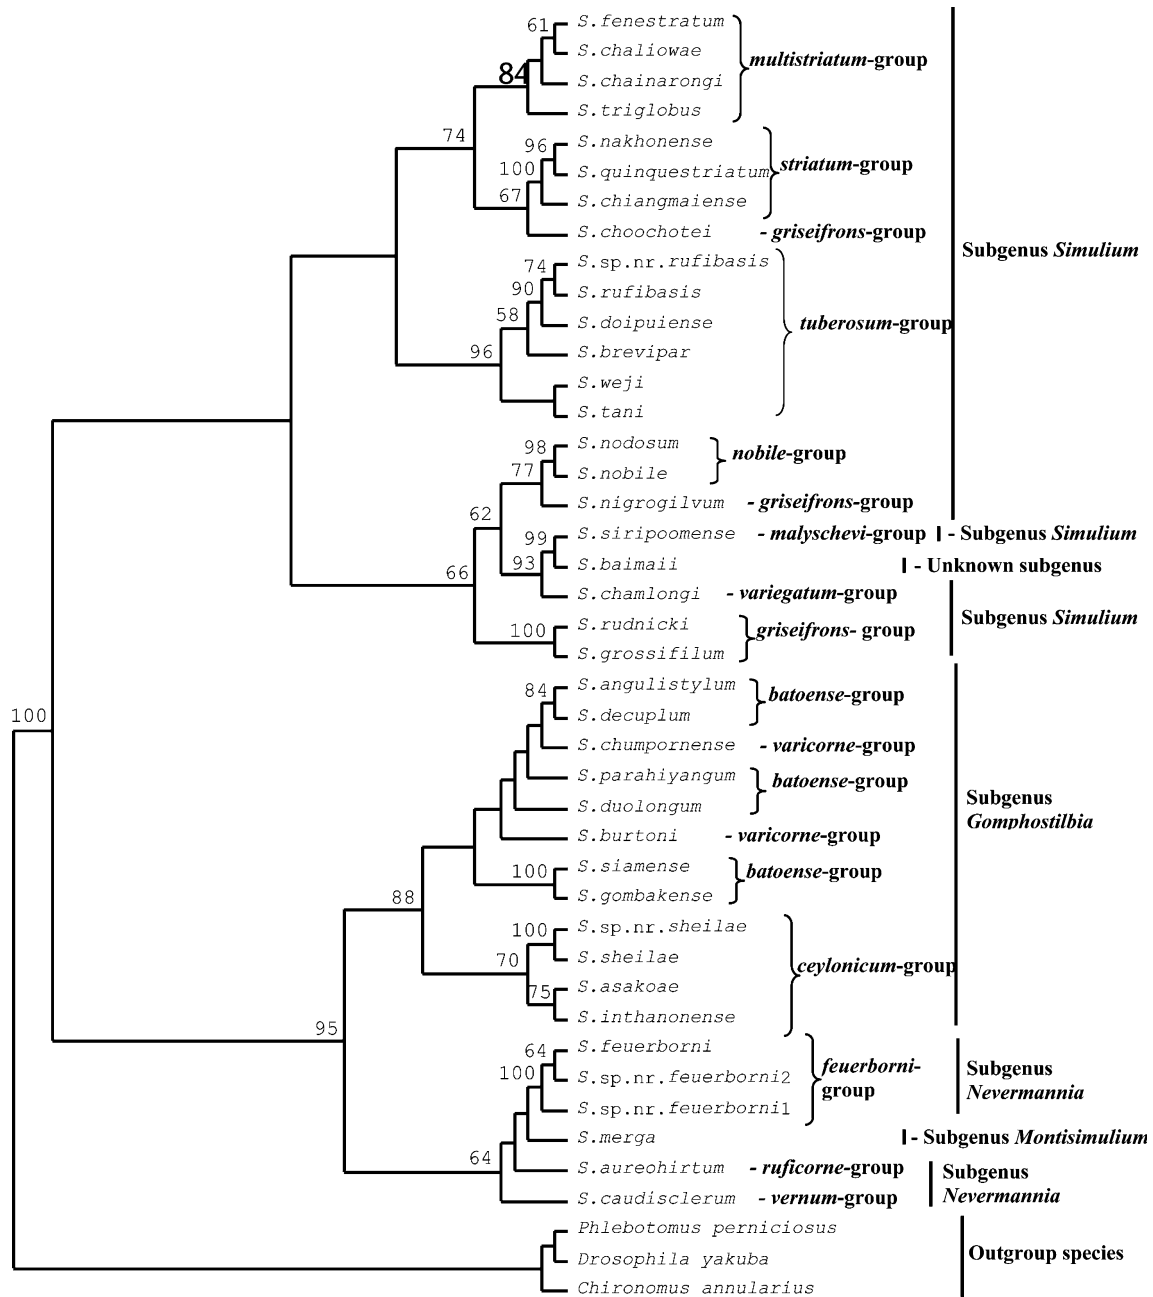 61
S.fenestratum
S.chaliowae
84
S.chainarongi
multistriatum-group
S.triglobus
74
96
S.nakhonense
100
S.quinquestriatum
striatum-group
67
S.chiangmaiense
S.choochotei - griseifrons-group
Subgenus Simulium
74
S.sp.nr.rufibasis
90
S.rufibasis
58
S.doipuiense
tuberosum-group
96
S.brevipar
S.weji
S.tani
98
S.nodosum
77
S.nobile
nobile-group
S.nigrogilvum - griseifrons-group
62
99
S.siripoomense - malyschevi-group - Subgenus Simulium
93
S.baimaii - Unknown subgenus
66
S.chamlongi - variegatum-group
Subgenus Simulium
100
S.rudnicki
griseifrons- group
S.grossifilum
84
S.angulistylum
batoense-group
S.decuplum
100
S.chumpornense - varicorne-group
S.parahiyangum
batoense-group
S.duolongum
Subgenus
Gomphostilbia
S.burtoni - varicorne-group
100
S.siamense
batoense-group
S.gombakense
88
100
S.sp.nr.sheilae
70
S.sheilae
ceylonicum-group
75
S.asakoae
S.inthanonense
95
64
S.feuerborni
100
S.sp.nr.feuerborni2
feuerborni-
group
Subgenus
Nevermannia
S.sp.nr.feuerborni1
S.merga - Subgenus Montisimulium
64
S.aureohirtum - ruficorne-group
Subgenus
Nevermannia
S.caudisclerum - vernum-group
Phlebotomus perniciosus
Drosophila yakuba
Outgroup species
Chironomus annularius